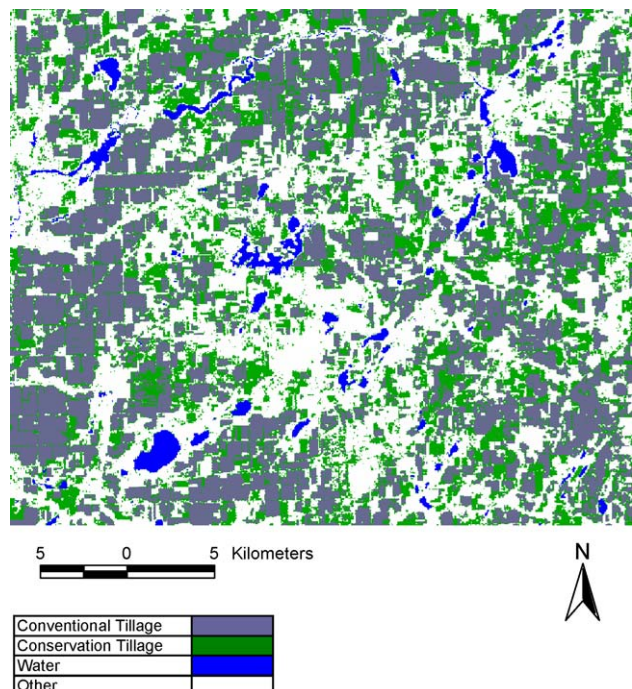 5 0 5 Kilometers
N
Conventional Tillage
Conservation Tillage
Water
Other